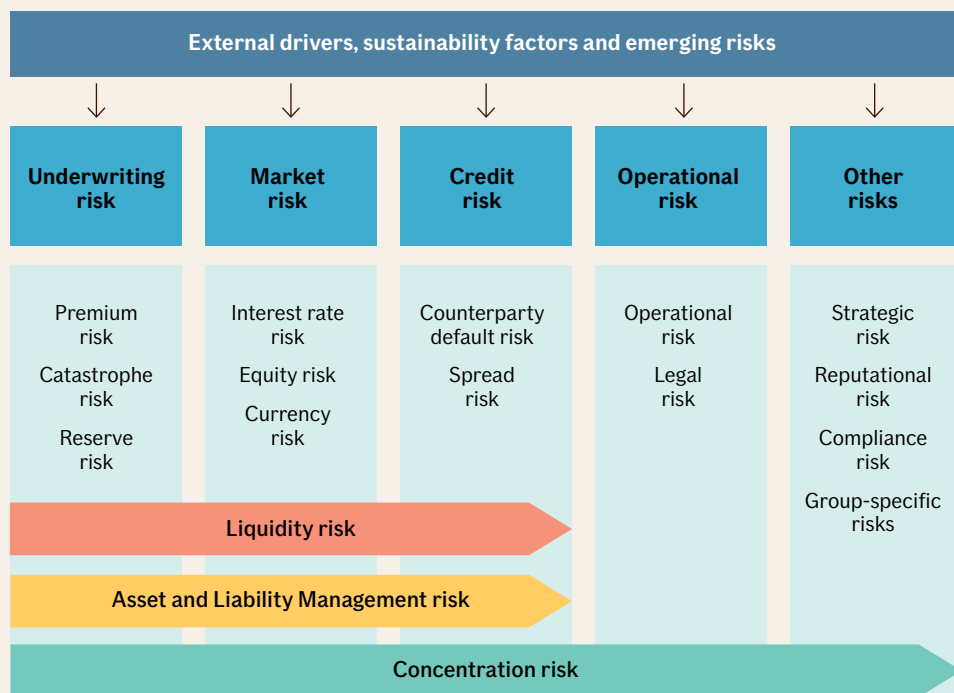 External drivers, sustainability factors and emerging risks
Underwriting
risk
Market
risk
Credit
risk
Operational
risk
Other
risks
Premium
risk
Catastrophe
risk
Reserve
risk
Interest rate
risk
Equity risk
Currency
risk
Counterparty
default risk
Spread
risk
Operational
risk
Legal
risk
Strategic
risk
Reputational
risk
Compliance
risk
Group-specific
risks
Liquidity risk
Asset and Liability Management risk
Concentration risk